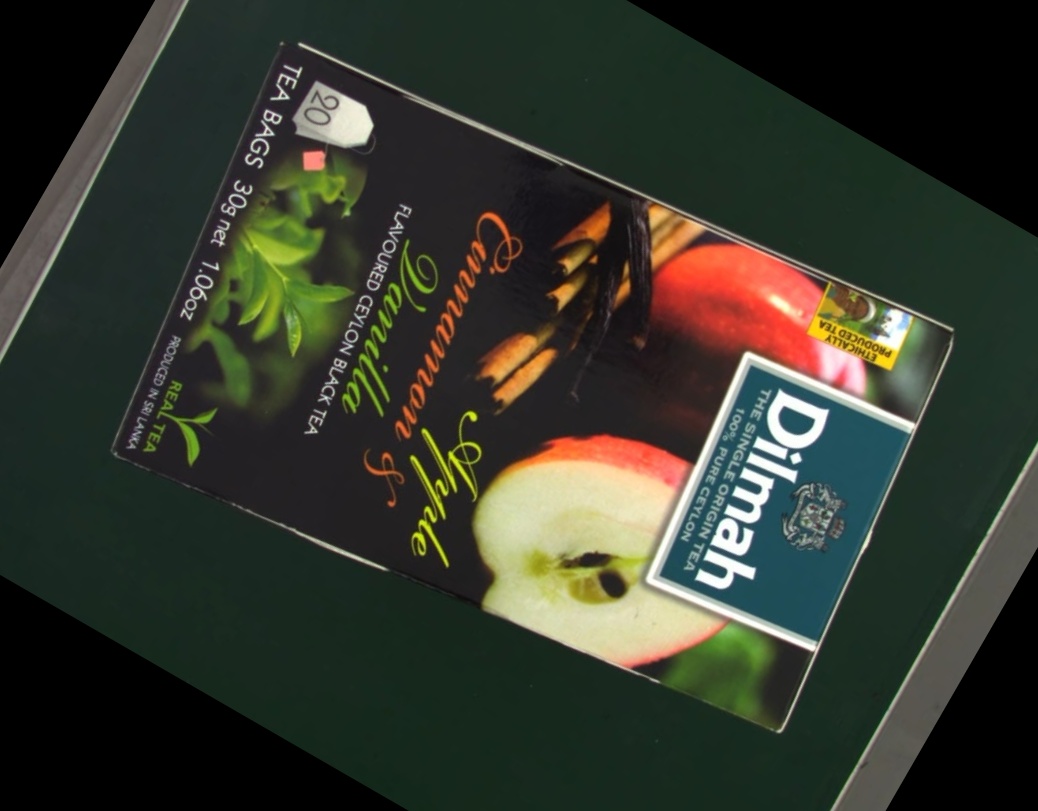 Dilmah
THE SINGLE ORIGIN TEA
100% PURE CEYLON
ETHICALLY
PRODUCED TEA
Apple
Cinnamon &
Vanilla
FLAVOURED CEYLON BLACK TEA
20
TEA BAGS 30g net 1.06oz
REAL TEA
PRODUCED IN SRI LANKA